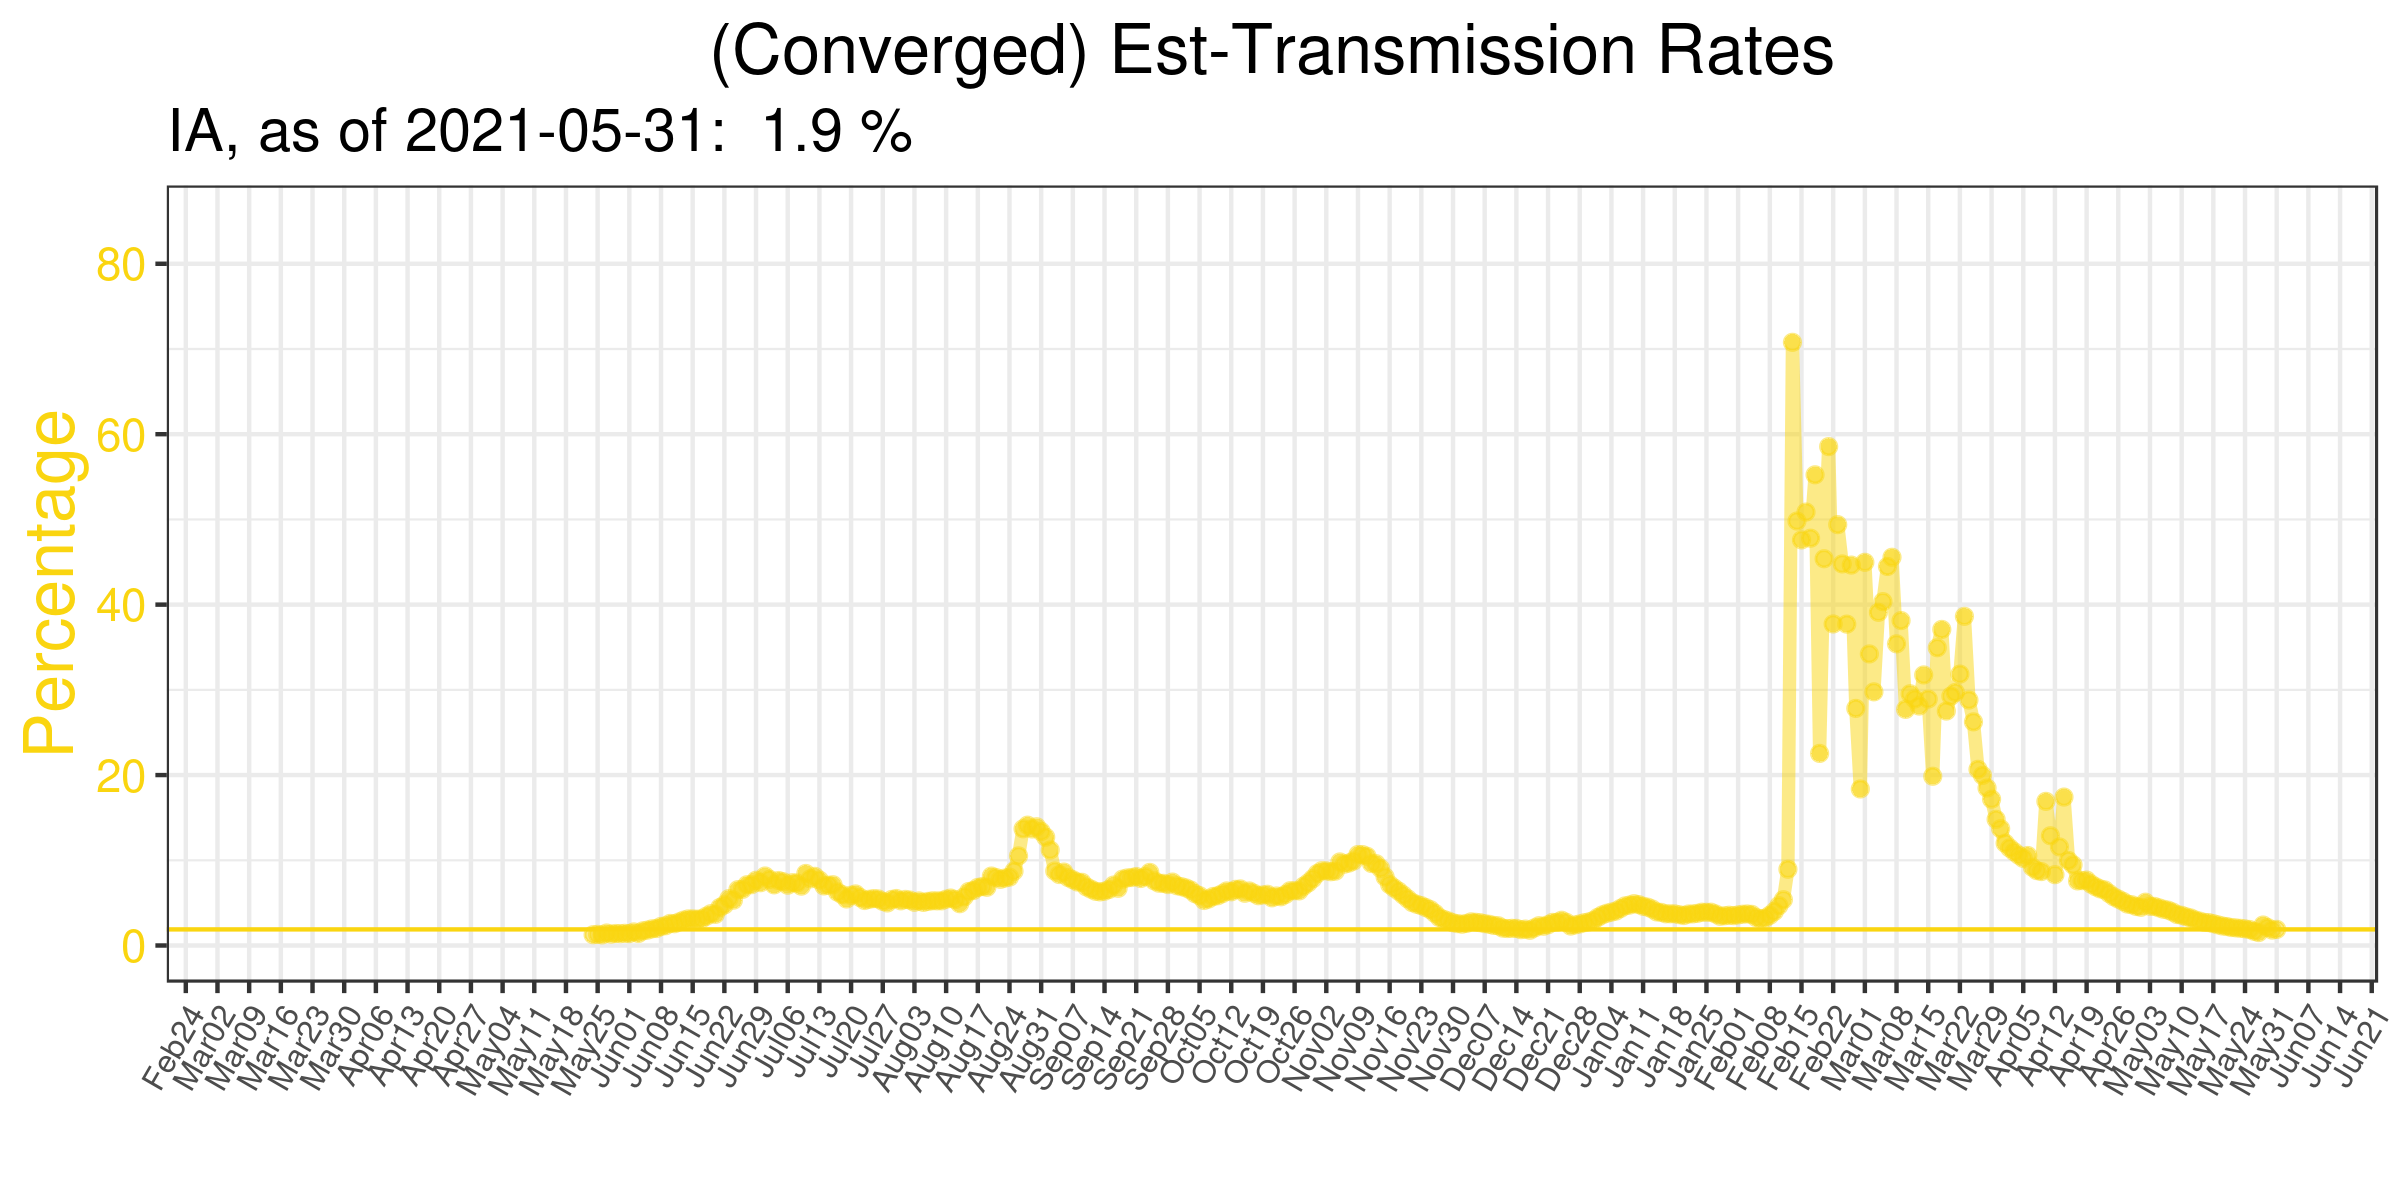 (Converged) Est-Transmission Rates
IA, as of 2021-05-31:  1.9 %
Percentage
80
60
40
20
0
Feb24
Mar02
Mar09
Mar16
Mar23
Mar30
Apr06
Apr13
Apr20
Apr27
May04
May11
May18
May25
Jun01
Jun08
Jun15
Jun22
Jun29
Jul06
Jul13
Jul20
Jul27
Aug03
Aug10
Aug17
Aug24
Aug31
Sep07
Sep14
Sep21
Sep28
Oct05
Oct12
Oct19
Oct26
Nov02
Nov09
Nov16
Nov23
Nov30
Dec07
Dec14
Dec21
Dec28
Jan04
Jan11
Jan18
Jan25
Feb01
Feb08
Feb15
Feb22
Mar01
Mar08
Mar15
Mar22
Mar29
Apr05
Apr12
Apr19
Apr26
May03
May10
May17
May24
May31
Jun07
Jun14
Jun21